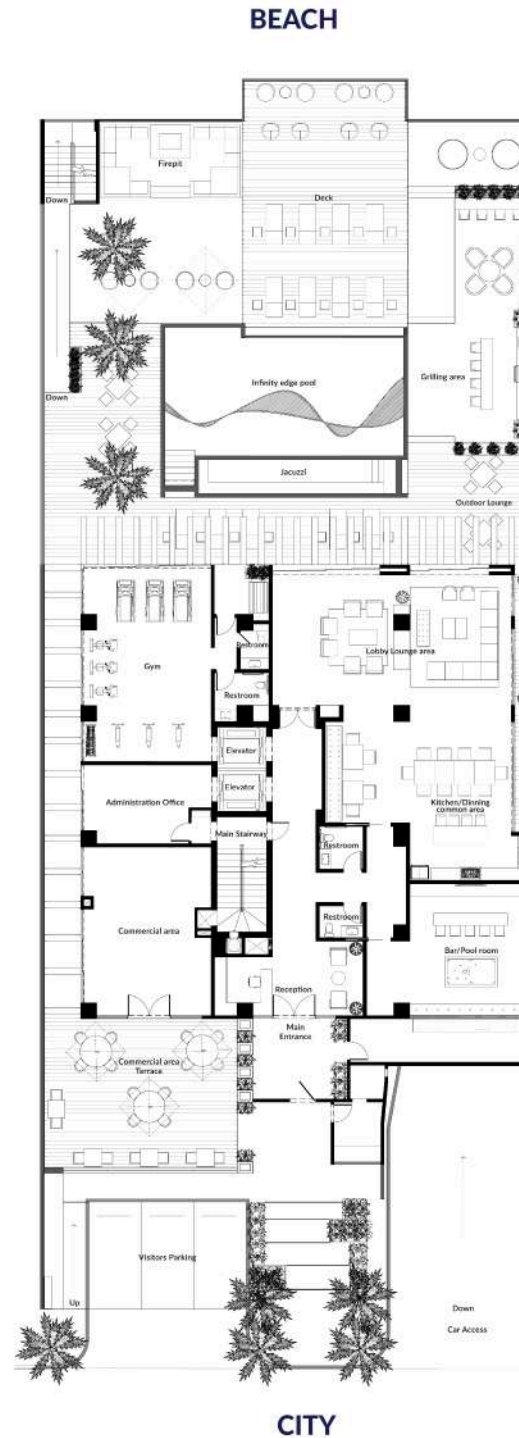 BEACH
Firepit
Down
Deck
Infinity edge pool
Grilling area
Down
Jacuzzi
Outdoor Lounge
Restroom
Lobby Lounge area
Gym
Restroom
Elevator
Elevator
Administration Office
Kitchen/Dinning
common area
Main Stairway
Restroom
Commercial area
Restroom
Bar/Pool room
Reception
Main
Entrance
Commercial area
Terrace
Visitors Parking
Up
Down
Car Access
CITY